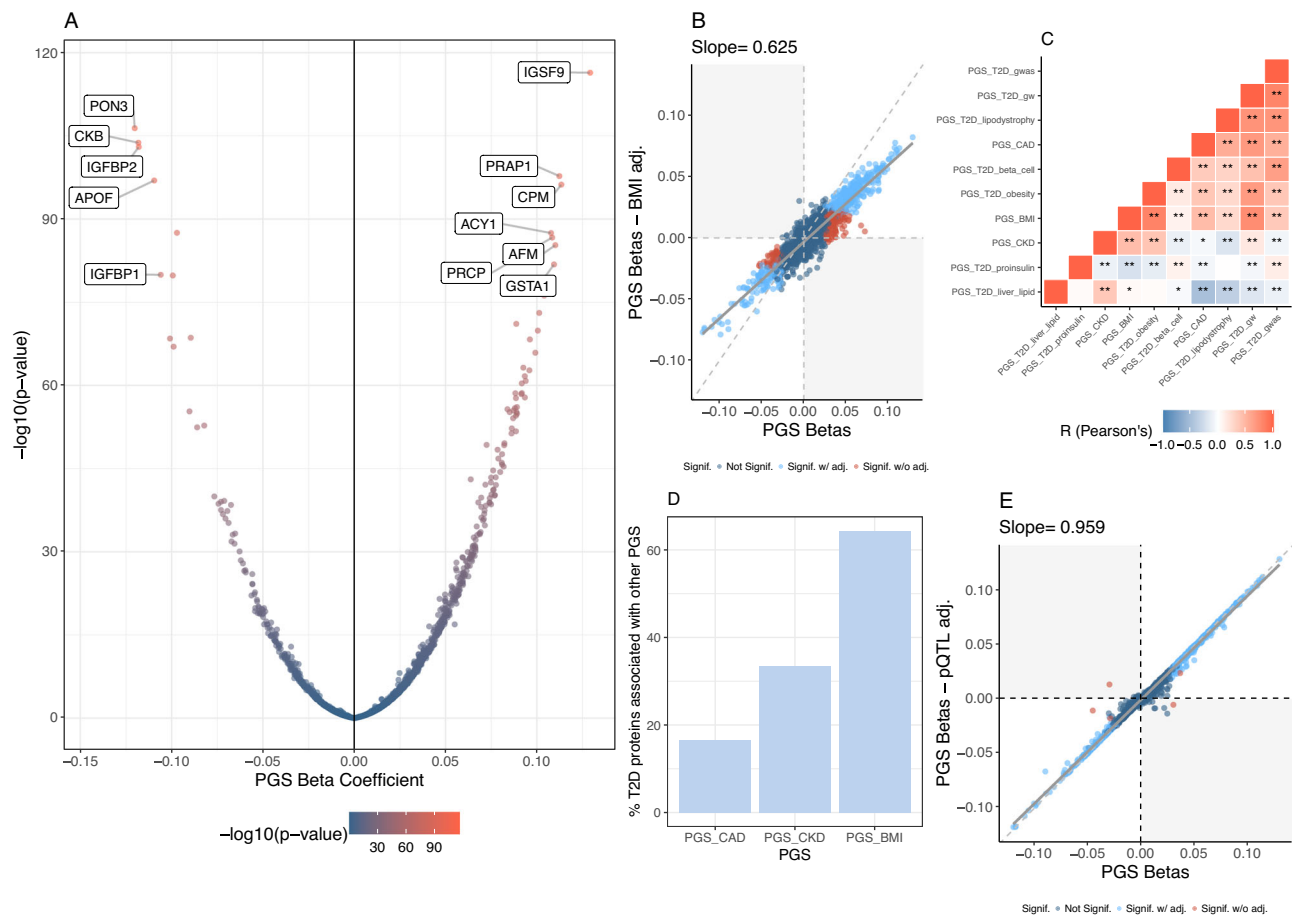 A
120
90
60
30
0
−log10(p−value)
IGSF9
PON3
CKB
IGFBP2
APOF
PRAP1
CPM
ACY1
AFM
PRCP
GSTA1
IGFBP1
−0.15 −0.10 −0.05 0.00 0.05 0.10
PGS Beta Coefficient
−log10(p−value)
30 60 90
B
Slope= 0.625
PGS Betas − BMI adj.
0.10
0.05
0.00
−0.05
−0.10
−0.10 −0.05 0.00 0.05 0.10
PGS Betas
Signif. Not Signif. Signif w/ adj. Signif. w/o adj.
C
PGS_T2D_gwas
PGS_T2D_gw **
PGS_T2D_lipodystrophy ** **
PGS_CAD ** ** **
PGS_T2D_beta_cell ** ** ** **
PGS_T2D_obesity ** ** ** ** **
PGS_BMI ** ** ** ** ** **
PGS_CKD ** ** ** * ** ** **
PGS_T2D_proinsulin ** ** ** ** ** ** **
PGS_T2D_liver_lipid ** * * ** ** ** **
PGS_T2D_liver_lipid
PGS_T2D_proinsulin
PGS_CKD
PGS_BMI
PGS_T2D_obesity
PGS_T2D_beta_cell
PGS_CAD
PGS_T2D_lipodystrophy
PGS_T2D_gw
PGS_T2D_gwas
R (Pearson's)
−1.0 −0.5 0.0 0.5 1.0
D
% T2D proteins associated with other PGS
60
40
20
0
PGS_CAD PGS_CKD PGS_BMI
PGS
E
Slope= 0.959
PGS Betas − pQTL adj.
0.10
0.05
0.00
−0.05
−0.10
−0.10 −0.05 0.00 0.05 0.10
PGS Betas
Signif. Not Signif. Signif w/ adj. Signif. w/o adj.